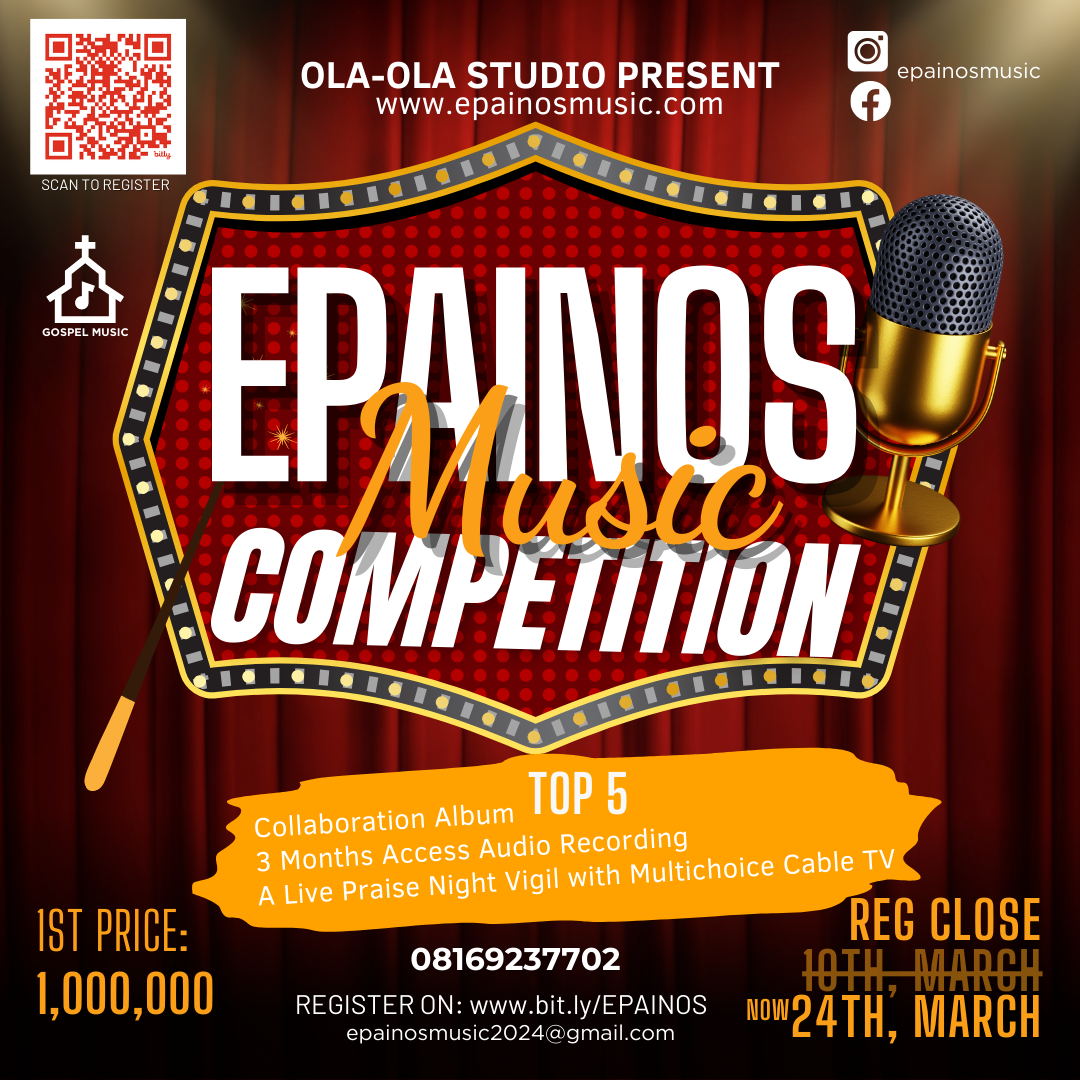 OLA-OLA STUDIO PRESENT
www.epainosmusic.com
epainosmusic
bitly
SCAN TO REGISTER
GOSPEL MUSIC
EPAINOS
Music
COMPETITION
TOP 5
Collaboration Album
3 Months Access Audio Recording
A Live Praise Night Vigil with Multichoice Cable TV
1ST PRICE:
1,000,000
08169237702
REGISTER ON: www.bit.ly/EPAINOS
epainosmusic2024@gmail.com
REG CLOSE
10TH, MARCH
NOW 24TH, MARCH